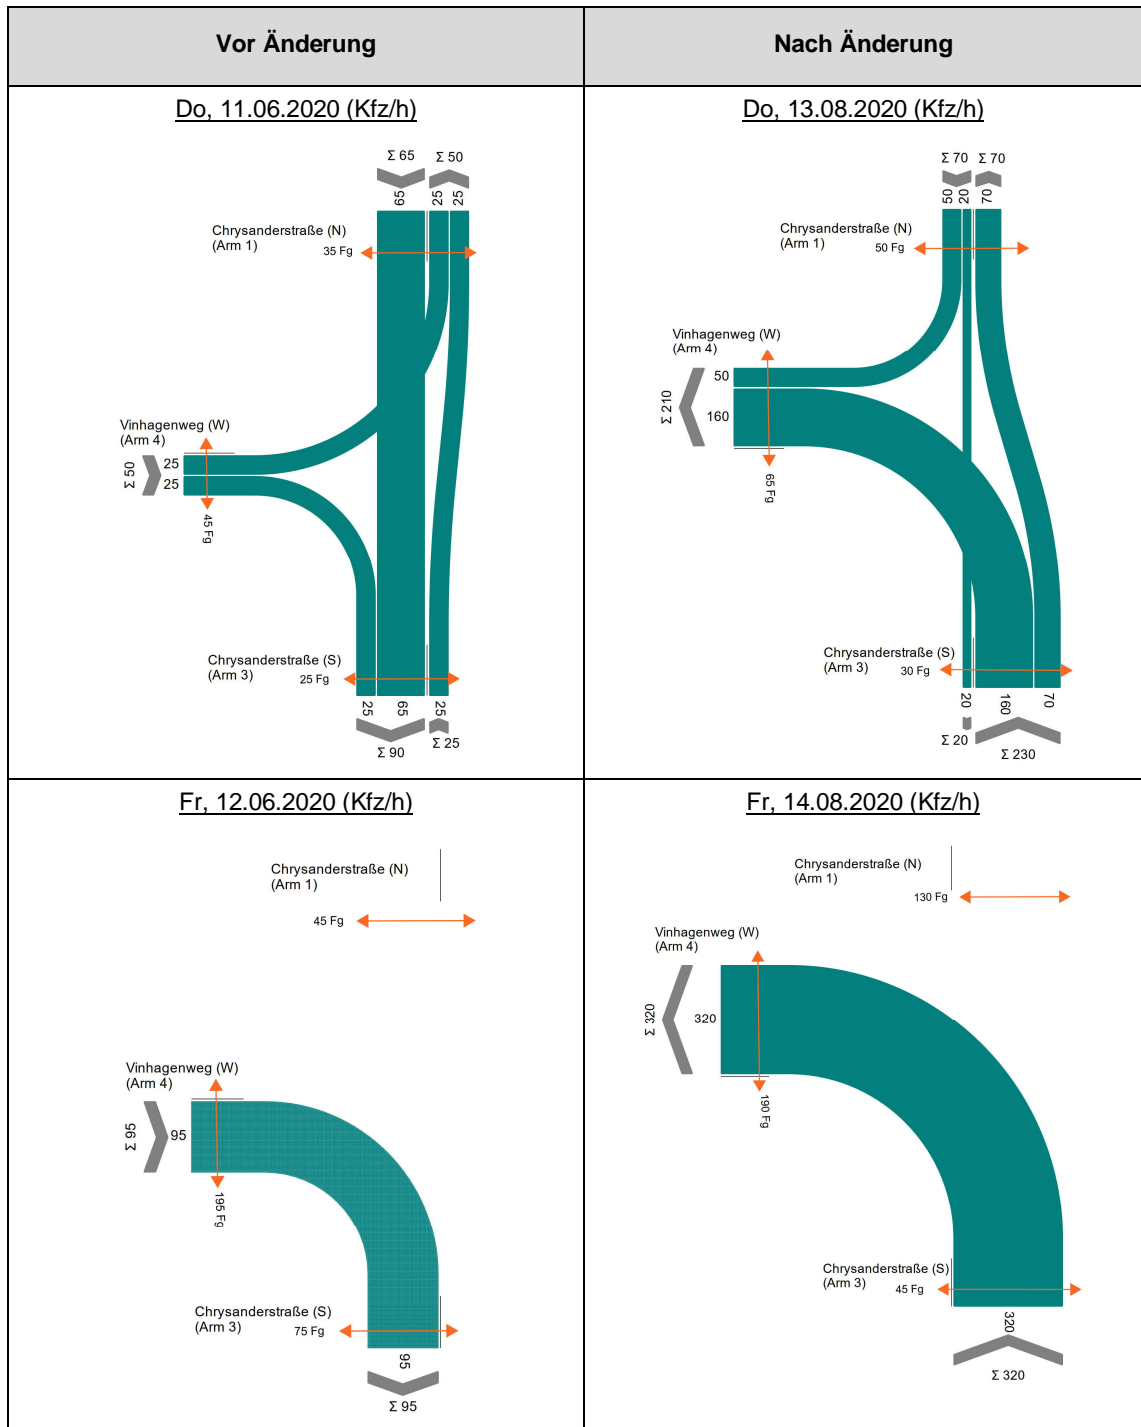 Vor Änderung
Nach Änderung
Do, 11.06.2020 (Kfz/h)
Σ 65
Σ 50
65
25
25
Chrysanderstraße (N)
(Arm 1)
35 Fg
Vinhagenweg (W)
(Arm 4)
Σ 50
25
25
45 Fg
Chrysanderstraße (S)
(Arm 3)
25 Fg
25
65
25
Σ 90
Σ 25
Do, 13.08.2020 (Kfz/h)
Σ 70
Σ 70
50
20
70
Chrysanderstraße (N)
(Arm 1)
50 Fg
Vinhagenweg (W)
(Arm 4)
Σ 210
50
160
65 Fg
Chrysanderstraße (S)
(Arm 3)
30 Fg
20
160
70
Σ 20
Σ 230
Fr, 12.06.2020 (Kfz/h)
Chrysanderstraße (N)
(Arm 1)
45 Fg
Vinhagenweg (W)
(Arm 4)
Σ 95
95
195 Fg
Chrysanderstraße (S)
(Arm 3)
75 Fg
95
Σ 95
Fr, 14.08.2020 (Kfz/h)
Chrysanderstraße (N)
(Arm 1)
130 Fg
Vinhagenweg (W)
(Arm 4)
Σ 320
320
190 Fg
Chrysanderstraße (S)
(Arm 3)
45 Fg
320
Σ 320